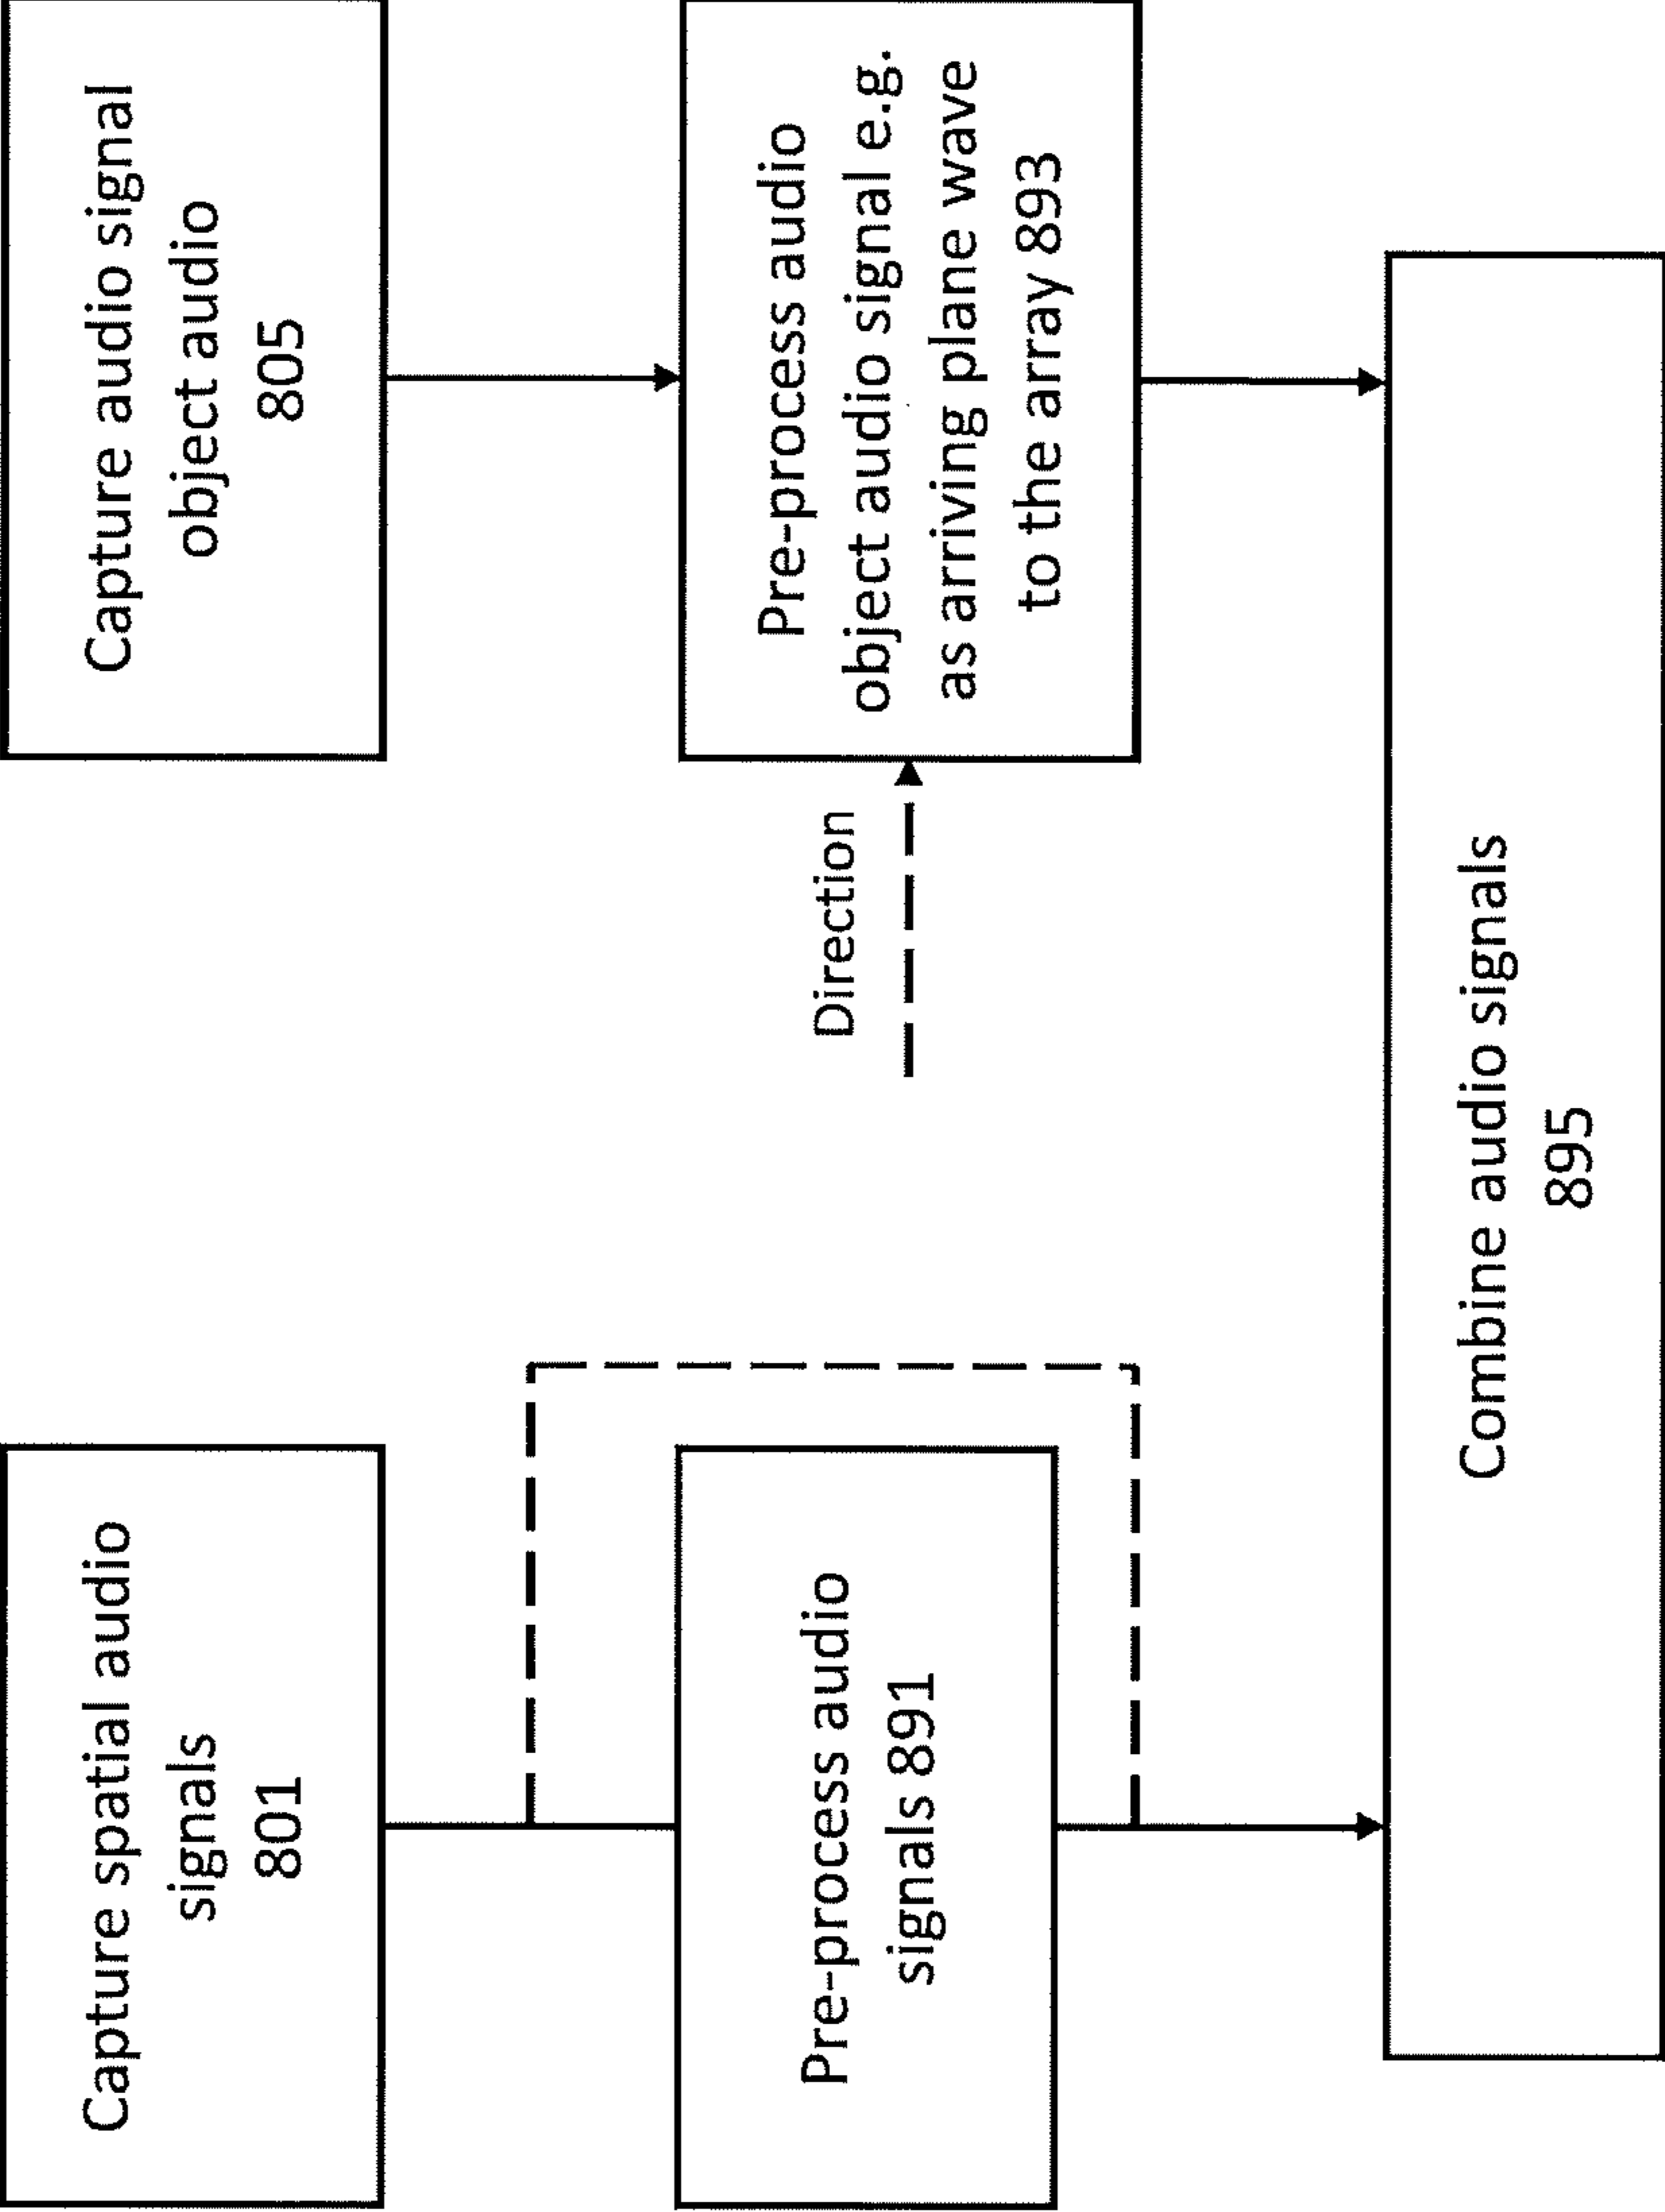 Capture spatial audio
signals
801
Capture audio signal
object audio
805
Pre-process audio
signals 891
Direction
Pre-process audio
object audio signal e.g.
as arriving plane wave
to the array 893
Combine audio signals
895